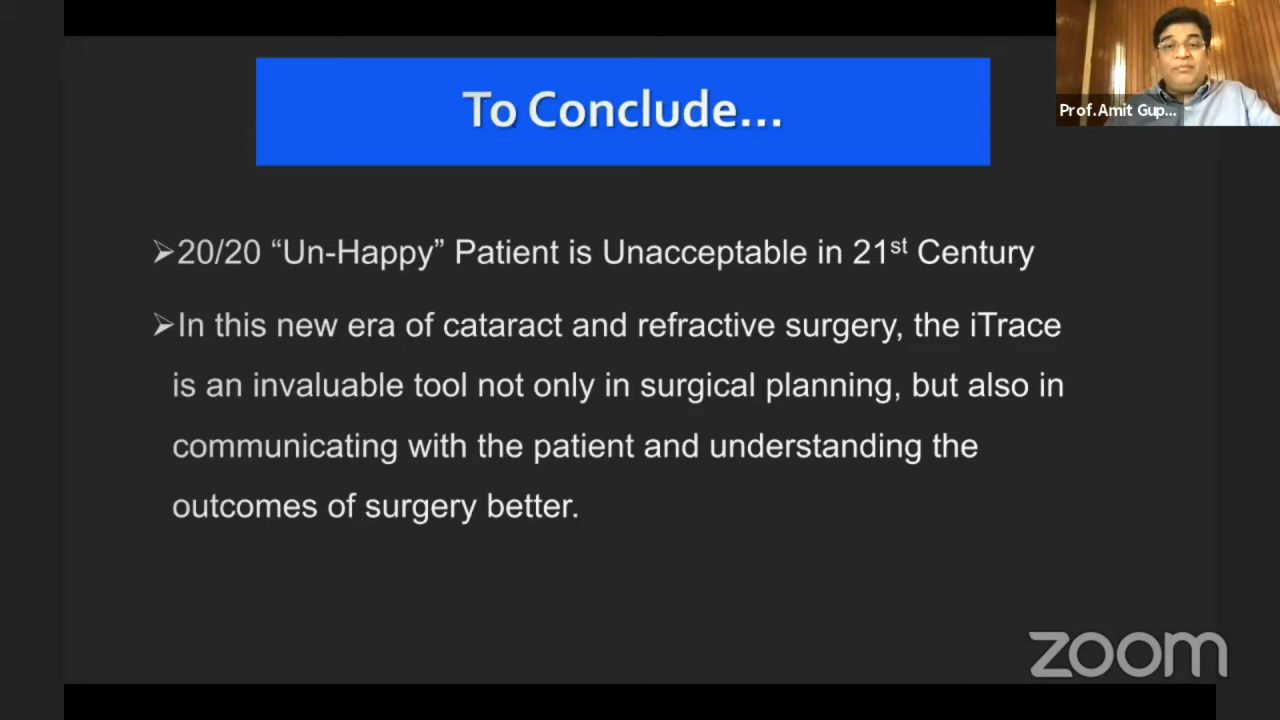 To Conclude...
Prof.Amit Gup...
➢20/20 “Un-Happy” Patient is Unacceptable in 21st Century
➢In this new era of cataract and refractive surgery, the iTrace
is an invaluable tool not only in surgical planning, but also in
communicating with the patient and understanding the
outcomes of surgery better.
zoom